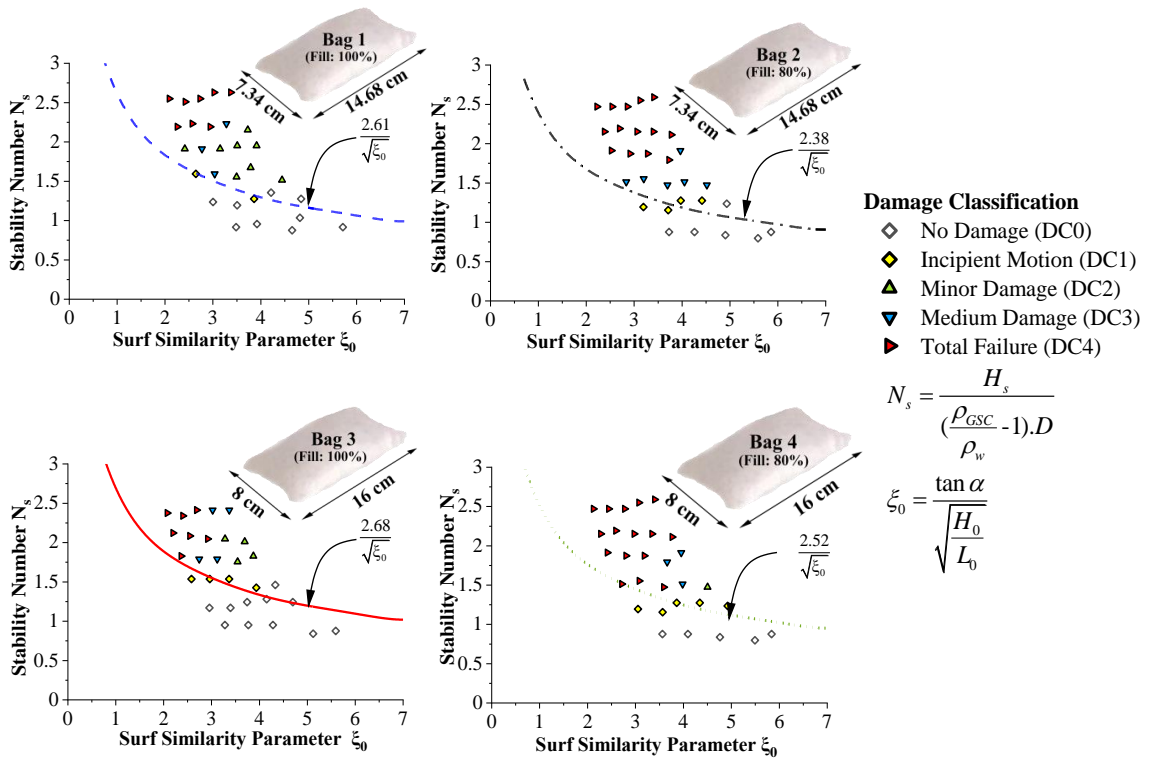 Bag 1
(Fill: 100%)
7.34 cm
14.68 cm
2.61
√ξ₀
Stability Number Nₛ
3
2.5
2
1.5
1
0.5
0
0 1 2 3 4 5 6 7
Surf Similarity Parameter ξ₀
Bag 2
(Fill: 80%)
7.34 cm
14.68 cm
2.38
√ξ₀
Stability Number Nₛ
3
2.5
2
1.5
1
0.5
0
0 1 2 3 4 5 6 7
Surf Similarity Parameter ξ₀
Damage Classification
No Damage (DC0)
Incipient Motion (DC1)
Minor Damage (DC2)
Medium Damage (DC3)
Total Failure (DC4)
Nₛ = Hₛ / ((ρ_GSC / ρ_w -1).D)
ξ₀ = tan α / √(H₀ / L₀)
Bag 3
(Fill: 100%)
8 cm
16 cm
2.68
√ξ₀
Stability Number Nₛ
3
2.5
2
1.5
1
0.5
0
0 1 2 3 4 5 6 7
Surf Similarity Parameter ξ₀
Bag 4
(Fill: 80%)
8 cm
16 cm
2.52
√ξ₀
Stability Number Nₛ
3
2.5
2
1.5
1
0.5
0
0 1 2 3 4 5 6 7
Surf Similarity Parameter ξ₀